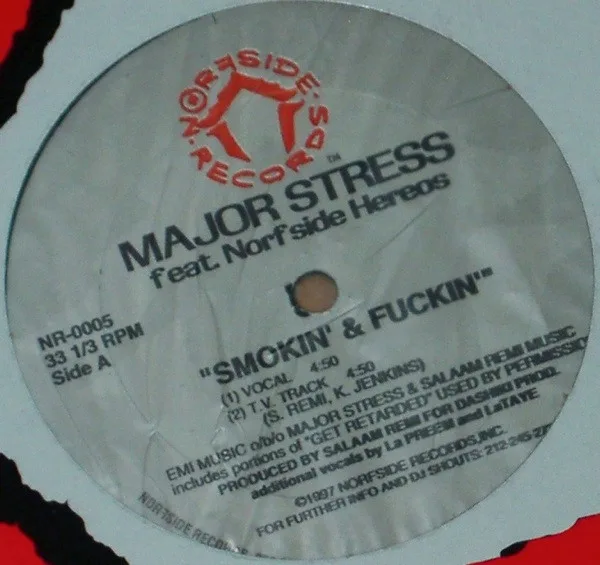 NORFSIDE·
RECORDS·
TM
MAJOR STRESS
feat. Norfside Hereos
NR-0005
33 1/3 RPM
Side A
"SMOKIN' & FUCKIN'"
(1) VOCAL 4:50
(2) T.V. TRACK 4:50
(S. REMI, K. JENKINS)
EMI MUSIC o/b/o MAJOR STRESS & SALAAM REMI MUSIC
includes portions of "GET RETARDED" USED BY PERMISSION
PRODUCED BY SALAAM REMI FOR DASHIKI PROD.
additional vocals by La PREEM and LaTAYE
©1997 NORFSIDE RECORDS,INC.
FOR FURTHER INFO AND DJ SHOUTS: 212-245
NORFSIDE RECORDS